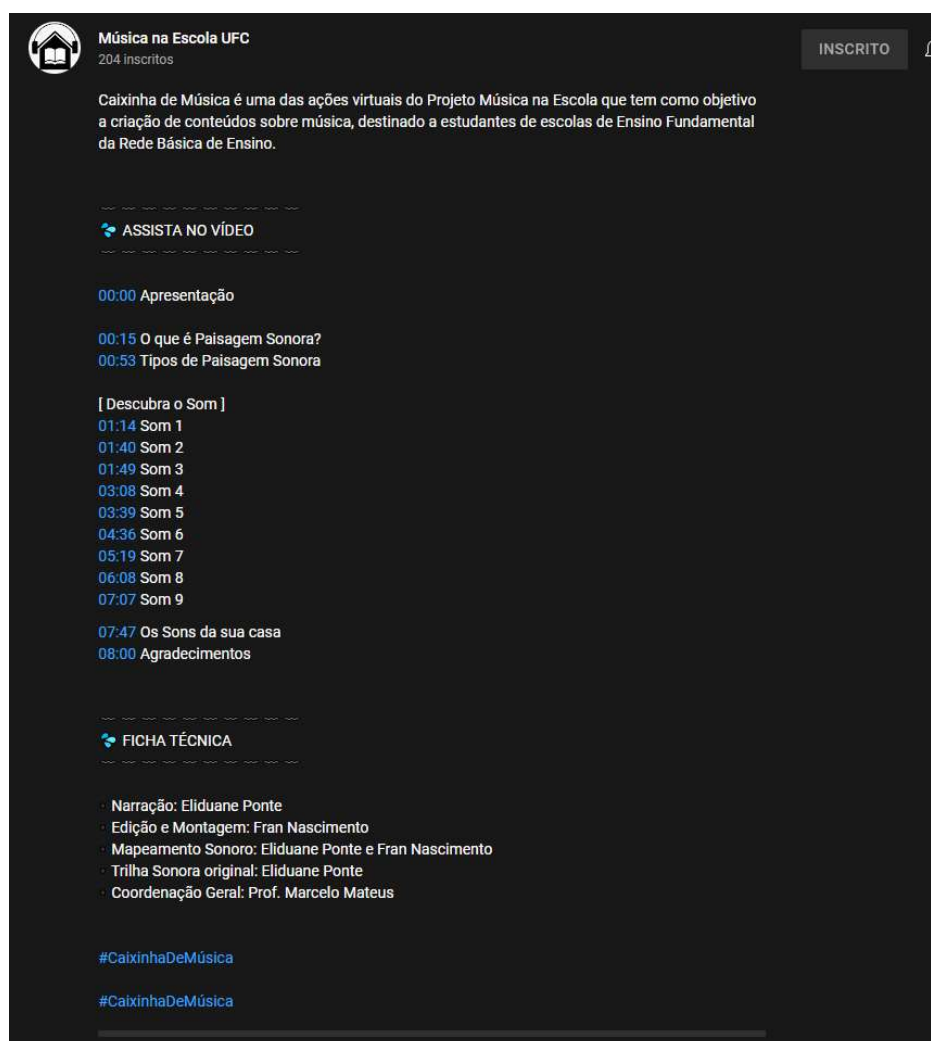 Música na Escola UFC
204 inscritos
INSCRITO
Caixinha de Música é uma das ações virtuais do Projeto Música na Escola que tem como objetivo
a criação de conteúdos sobre música, destinado a estudantes de escolas de Ensino Fundamental
da Rede Básica de Ensino.
ASSISTA NO VÍDEO
00:00 Apresentação
00:15 O que é Paisagem Sonora?
00:53 Tipos de Paisagem Sonora
[ Descubra o Som ]
01:14 Som 1
01:40 Som 2
01:49 Som 3
03:08 Som 4
03:39 Som 5
04:36 Som 6
05:19 Som 7
06:08 Som 8
07:07 Som 9
07:47 Os Sons da sua casa
08:00 Agradecimentos
FICHA TÉCNICA
· Narração: Eliduane Ponte
· Edição e Montagem: Fran Nascimento
· Mapeamento Sonoro: Eliduane Ponte e Fran Nascimento
· Trilha Sonora original: Eliduane Ponte
· Coordenação Geral: Prof. Marcelo Mateus
#CaixinhaDeMúsica
#CaixinhaDeMúsica